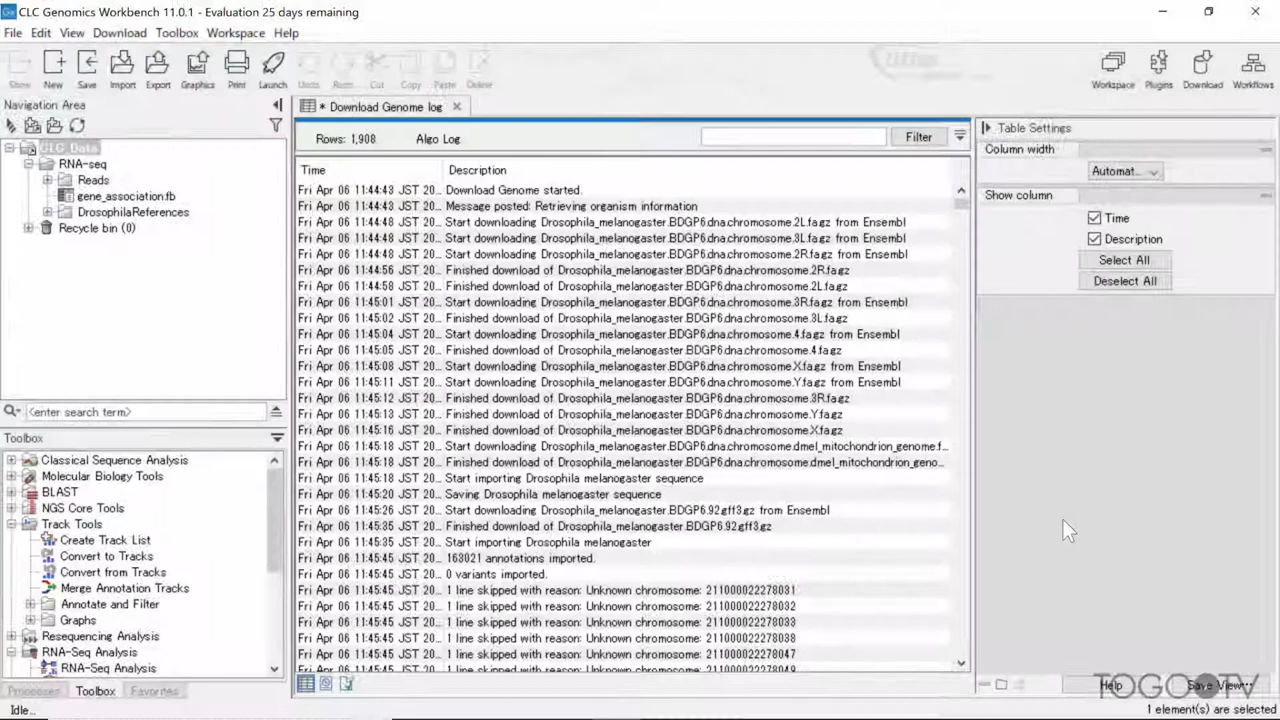 CLC Genomics Workbench 11.0.1 - Evaluation 25 days remaining
File Edit View Download Toolbox Workspace Help
Show New Save Import Export Graphics Print Launch Undo Redo Cut Copy Paste Delete Workspace Plugins Download Workflows
Navigation Area
CLC_Data
RNA-seq
Reads
gene_association.fb
DrosophilaReferences
Recycle bin (0)
<enter search term>
Toolbox
Classical Sequence Analysis
Molecular Biology Tools
BLAST
NGS Core Tools
Track Tools
Create Track List
Convert to Tracks
Convert from Tracks
Merge Annotation Tracks
Annotate and Filter
Graphs
Resequencing Analysis
RNA-Seq Analysis
RNA-Seq Analysis
Processes Toolbox Favorites
Idle...
* Download Genome log
Rows: 1,908 Algo Log Filter
Time Description
Fri Apr 06 11:44:43 JST 20... Download Genome started.
Fri Apr 06 11:44:43 JST 20... Message posted: Retrieving organism information
Fri Apr 06 11:44:48 JST 20... Start downloading Drosophila_melanogaster.BDGP6.dna.chromosome.2L.fa.gz from Ensembl
Fri Apr 06 11:44:48 JST 20... Start downloading Drosophila_melanogaster.BDGP6.dna.chromosome.3L.fa.gz from Ensembl
Fri Apr 06 11:44:48 JST 20... Start downloading Drosophila_melanogaster.BDGP6.dna.chromosome.2R.fa.gz from Ensembl
Fri Apr 06 11:44:56 JST 20... Finished download of Drosophila_melanogaster.BDGP6.dna.chromosome.2R.fa.gz
Fri Apr 06 11:44:58 JST 20... Finished download of Drosophila_melanogaster.BDGP6.dna.chromosome.2L.fa.gz
Fri Apr 06 11:45:01 JST 20... Start downloading Drosophila_melanogaster.BDGP6.dna.chromosome.3R.fa.gz from Ensembl
Fri Apr 06 11:45:02 JST 20... Finished download of Drosophila_melanogaster.BDGP6.dna.chromosome.3L.fa.gz
Fri Apr 06 11:45:04 JST 20... Start downloading Drosophila_melanogaster.BDGP6.dna.chromosome.4.fa.gz from Ensembl
Fri Apr 06 11:45:05 JST 20... Finished download of Drosophila_melanogaster.BDGP6.dna.chromosome.4.fa.gz
Fri Apr 06 11:45:08 JST 20... Start downloading Drosophila_melanogaster.BDGP6.dna.chromosome.X.fa.gz from Ensembl
Fri Apr 06 11:45:11 JST 20... Start downloading Drosophila_melanogaster.BDGP6.dna.chromosome.Y.fa.gz from Ensembl
Fri Apr 06 11:45:12 JST 20... Finished download of Drosophila_melanogaster.BDGP6.dna.chromosome.3R.fa.gz
Fri Apr 06 11:45:13 JST 20... Finished download of Drosophila_melanogaster.BDGP6.dna.chromosome.Y.fa.gz
Fri Apr 06 11:45:16 JST 20... Finished download of Drosophila_melanogaster.BDGP6.dna.chromosome.X.fa.gz
Fri Apr 06 11:45:18 JST 20... Start downloading Drosophila_melanogaster.BDGP6.dna.chromosome.dmel_mitochondrion_genome.f...
Fri Apr 06 11:45:18 JST 20... Finished download of Drosophila_melanogaster.BDGP6.dna.chromosome.dmel_mitochondrion_geno...
Fri Apr 06 11:45:18 JST 20... Start importing Drosophila melanogaster sequence
Fri Apr 06 11:45:20 JST 20... Saving Drosophila melanogaster sequence
Fri Apr 06 11:45:26 JST 20... Start downloading Drosophila_melanogaster.BDGP6.92.gff3.gz from Ensembl
Fri Apr 06 11:45:35 JST 20... Finished download of Drosophila_melanogaster.BDGP6.92.gff3.gz
Fri Apr 06 11:45:35 JST 20... Start importing Drosophila melanogaster
Fri Apr 06 11:45:45 JST 20... 163021 annotations imported.
Fri Apr 06 11:45:45 JST 20... 0 variants imported.
Fri Apr 06 11:45:45 JST 20... 1 line skipped with reason: Unknown chromosome: 211000022278031
Fri Apr 06 11:45:45 JST 20... 1 line skipped with reason: Unknown chromosome: 211000022278032
Fri Apr 06 11:45:45 JST 20... 1 line skipped with reason: Unknown chromosome: 211000022278033
Fri Apr 06 11:45:45 JST 20... 1 line skipped with reason: Unknown chromosome: 211000022278038
Fri Apr 06 11:45:45 JST 20... 1 line skipped with reason: Unknown chromosome: 211000022278047
Fri Apr 06 11:45:45 JST 20... 1 line skipped with reason: Unknown chromosome: 211000022278049
Table Settings
Column width
Automat...
Show column
Time
Description
Select All
Deselect All
Help Save View...
TOGO TV
1 element(s) are selected